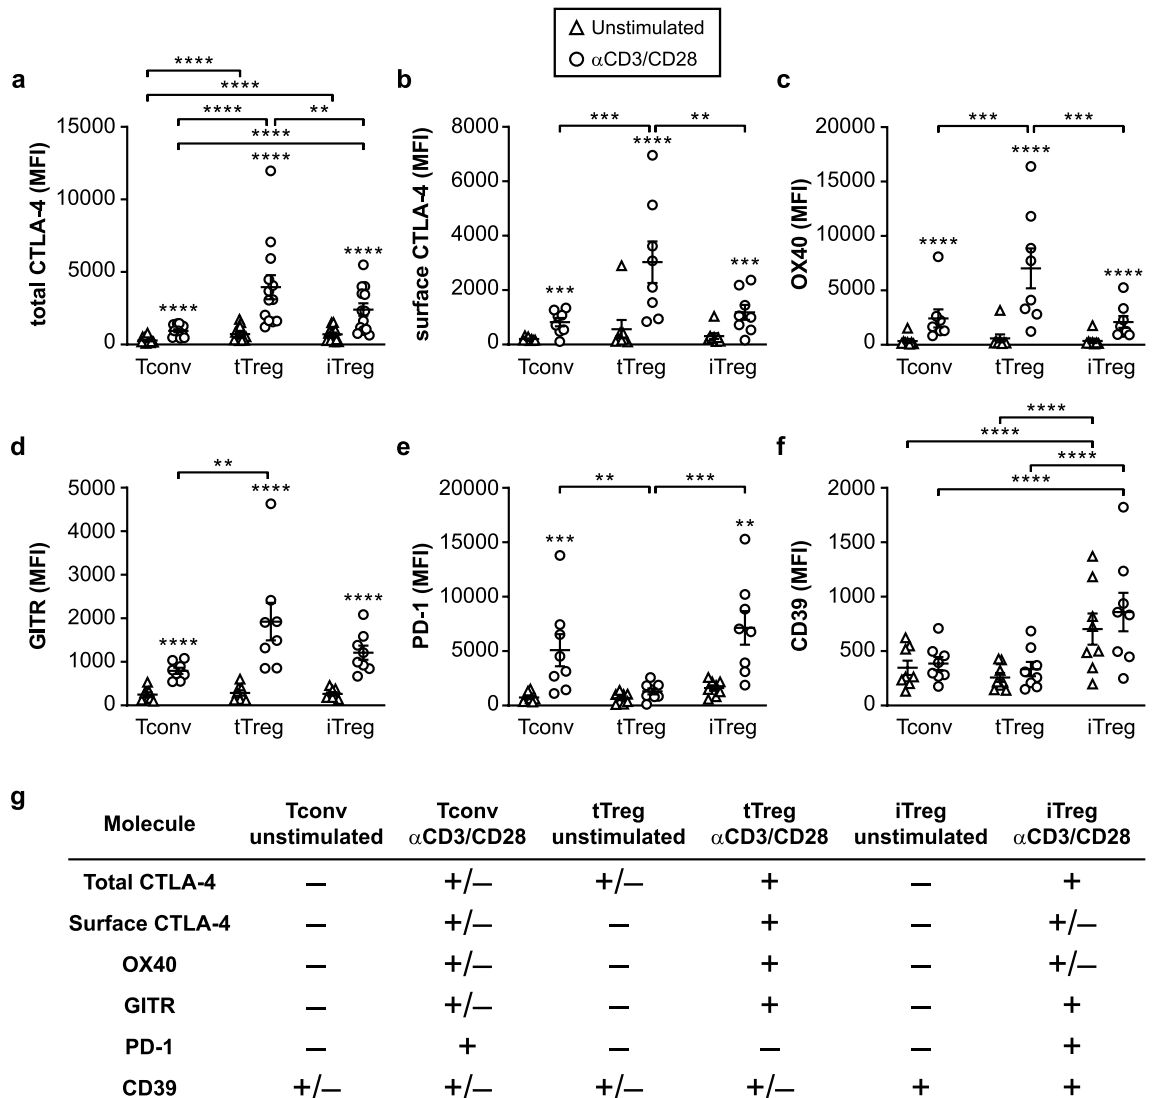 Unstimulated
αCD3/CD28
a
****
****
****
**
****
****
****
****
total CTLA-4 (MFI)
15000
10000
5000
0
Tconv
tTreg
iTreg
b
***
**
****
***
***
surface CTLA-4 (MFI)
8000
6000
4000
2000
0
Tconv
tTreg
iTreg
c
***
***
****
****
****
OX40 (MFI)
20000
15000
10000
5000
0
Tconv
tTreg
iTreg
d
**
****
****
****
GITR (MFI)
5000
4000
3000
2000
1000
0
Tconv
tTreg
iTreg
e
**
***
***
**
PD-1 (MFI)
20000
15000
10000
5000
0
Tconv
tTreg
iTreg
f
****
****
****
****
CD39 (MFI)
2000
1500
1000
500
0
Tconv
tTreg
iTreg
g
Molecule Tconv unstimulated Tconv αCD3/CD28 tTreg unstimulated tTreg αCD3/CD28 iTreg unstimulated iTreg αCD3/CD28
Total CTLA-4 — +/— +/— + — +
Surface CTLA-4 — +/— — + — +/—
OX40 — +/— — + — +/—
GITR — +/— — + — +
PD-1 — + — — — +
CD39 +/— +/— +/— +/— + +